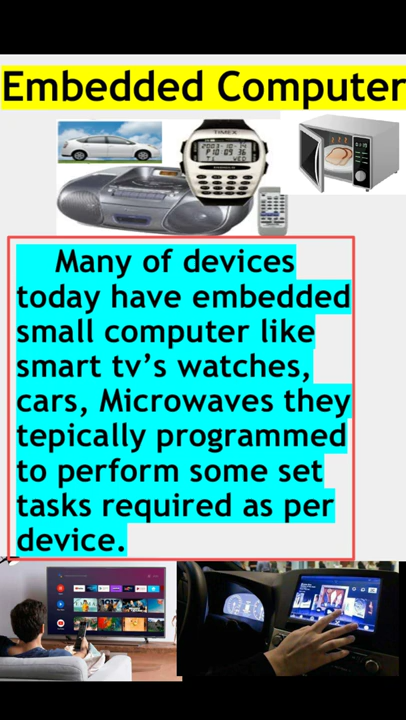 Embedded Computer
TIMEX
Many of devices
today have embedded
small computer like
smart tv's watches,
cars, Microwaves they
tepically programmed
to perform some set
tasks required as per
device.